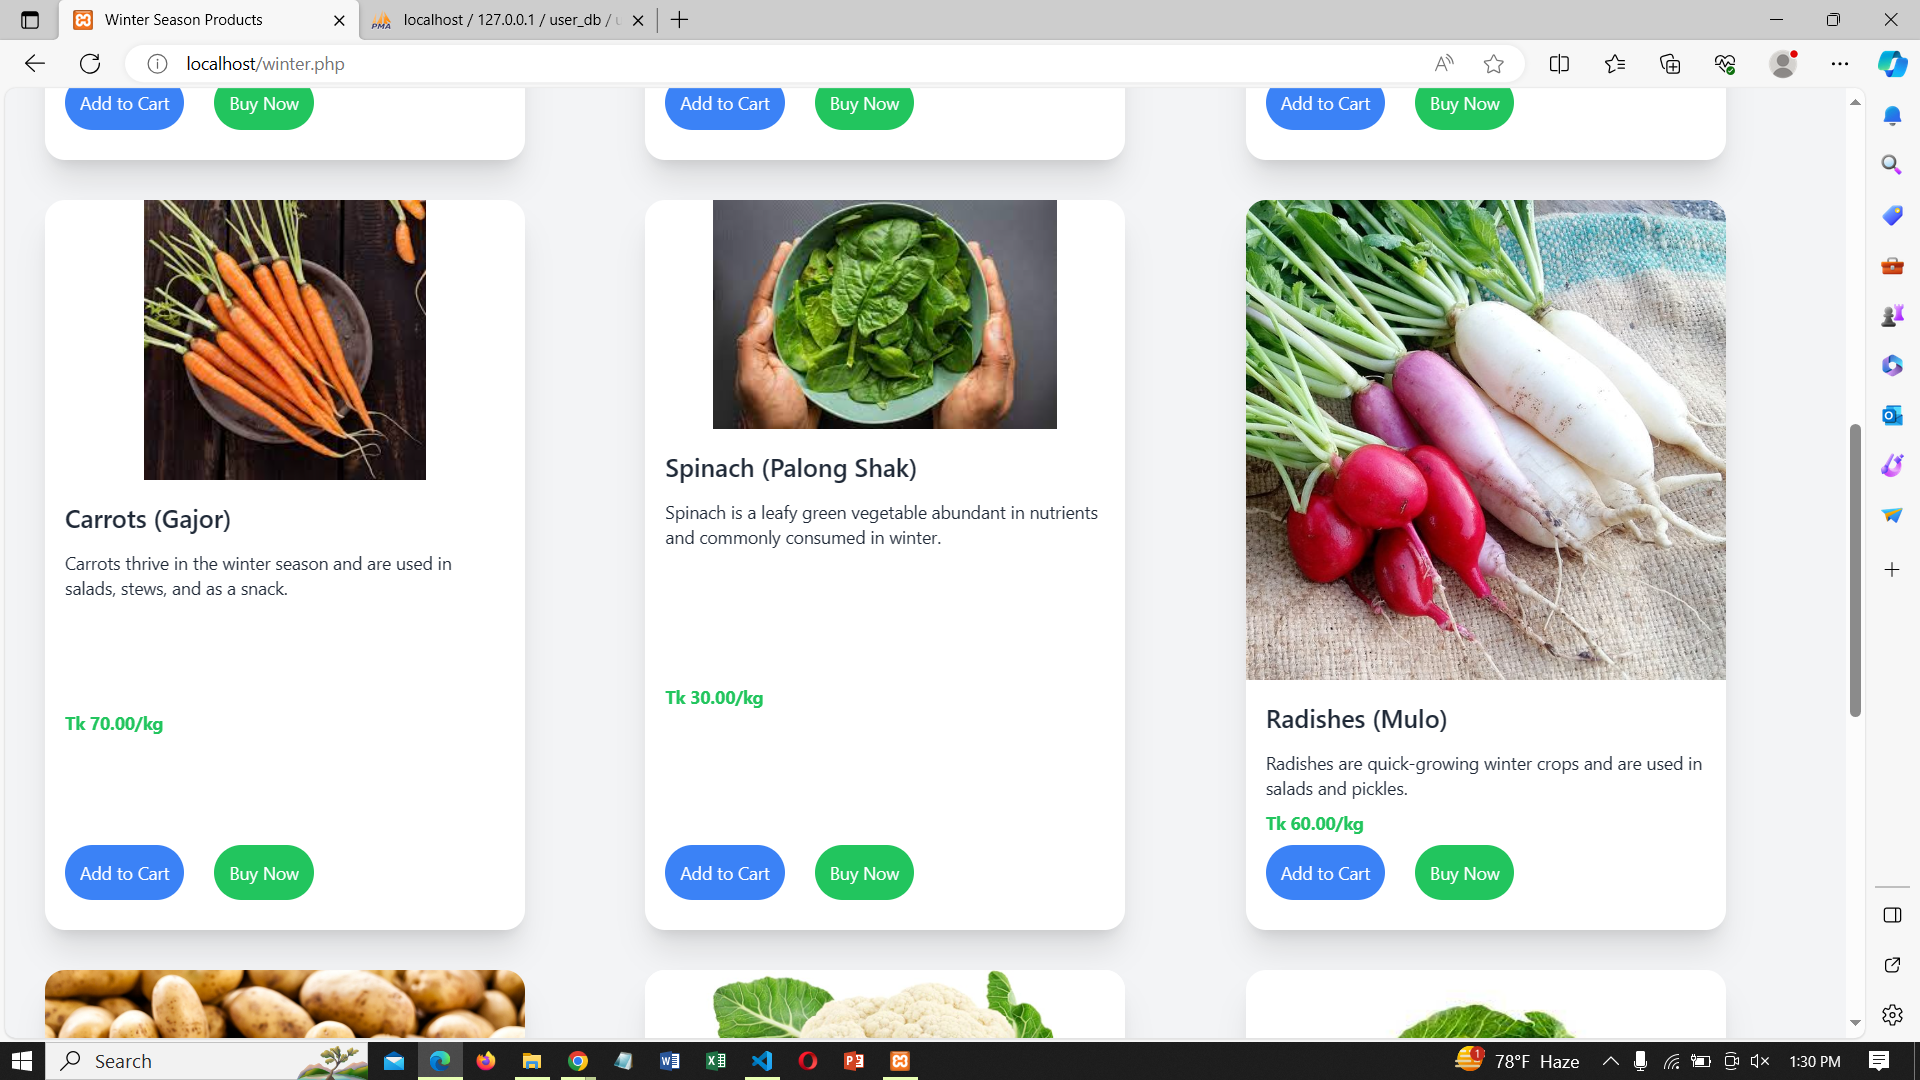 Winter Season Products
localhost / 127.0.0.1 / user_db / u
localhost/winter.php
Add to Cart Buy Now
Add to Cart Buy Now
Add to Cart Buy Now
Carrots (Gajor)
Carrots thrive in the winter season and are used in
salads, stews, and as a snack.
Tk 70.00/kg
Add to Cart Buy Now
Spinach (Palong Shak)
Spinach is a leafy green vegetable abundant in nutrients
and commonly consumed in winter.
Tk 30.00/kg
Add to Cart Buy Now
Radishes (Mulo)
Radishes are quick-growing winter crops and are used in
salads and pickles.
Tk 60.00/kg
Add to Cart Buy Now
Search
1
78°F Haze
1:30 PM